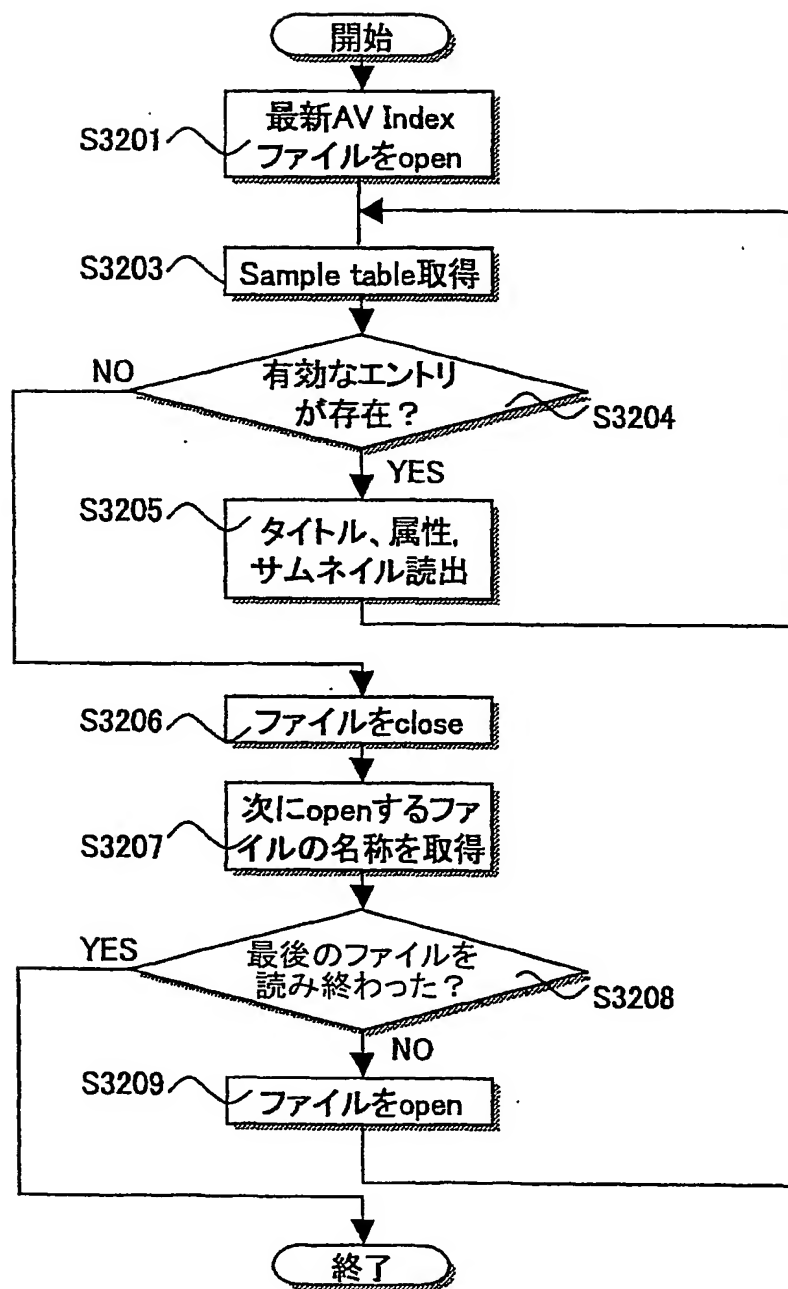 開始
S3201
最新AV Index
ファイルをopen
S3203
Sample table取得
NO
有効なエントリ
が存在？
S3204
YES
S3205
タイトル、属性,
サムネイル読出
S3206
ファイルをclose
S3207
次にopenするファ
イルの名称を取得
YES
最後のファイルを
読み終わった？
S3208
NO
S3209
ファイルをopen
終了